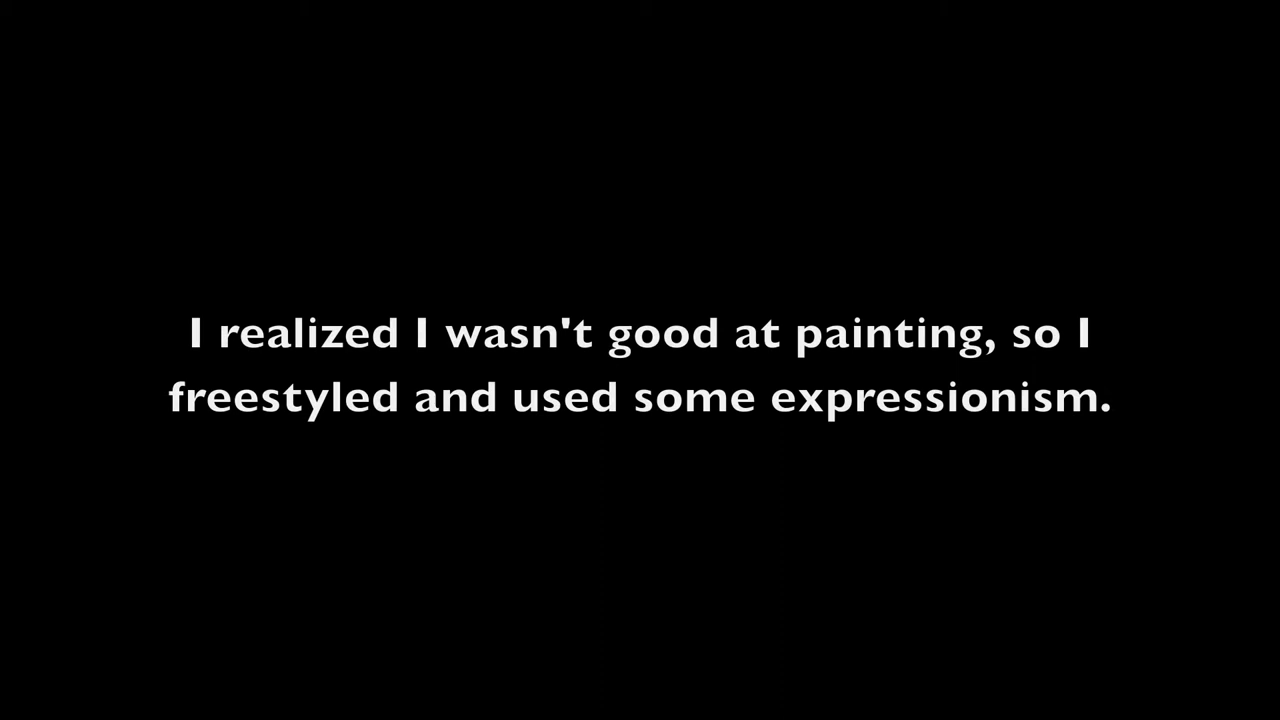 I realized I wasn't good at painting, so I
freestyled and used some expressionism.